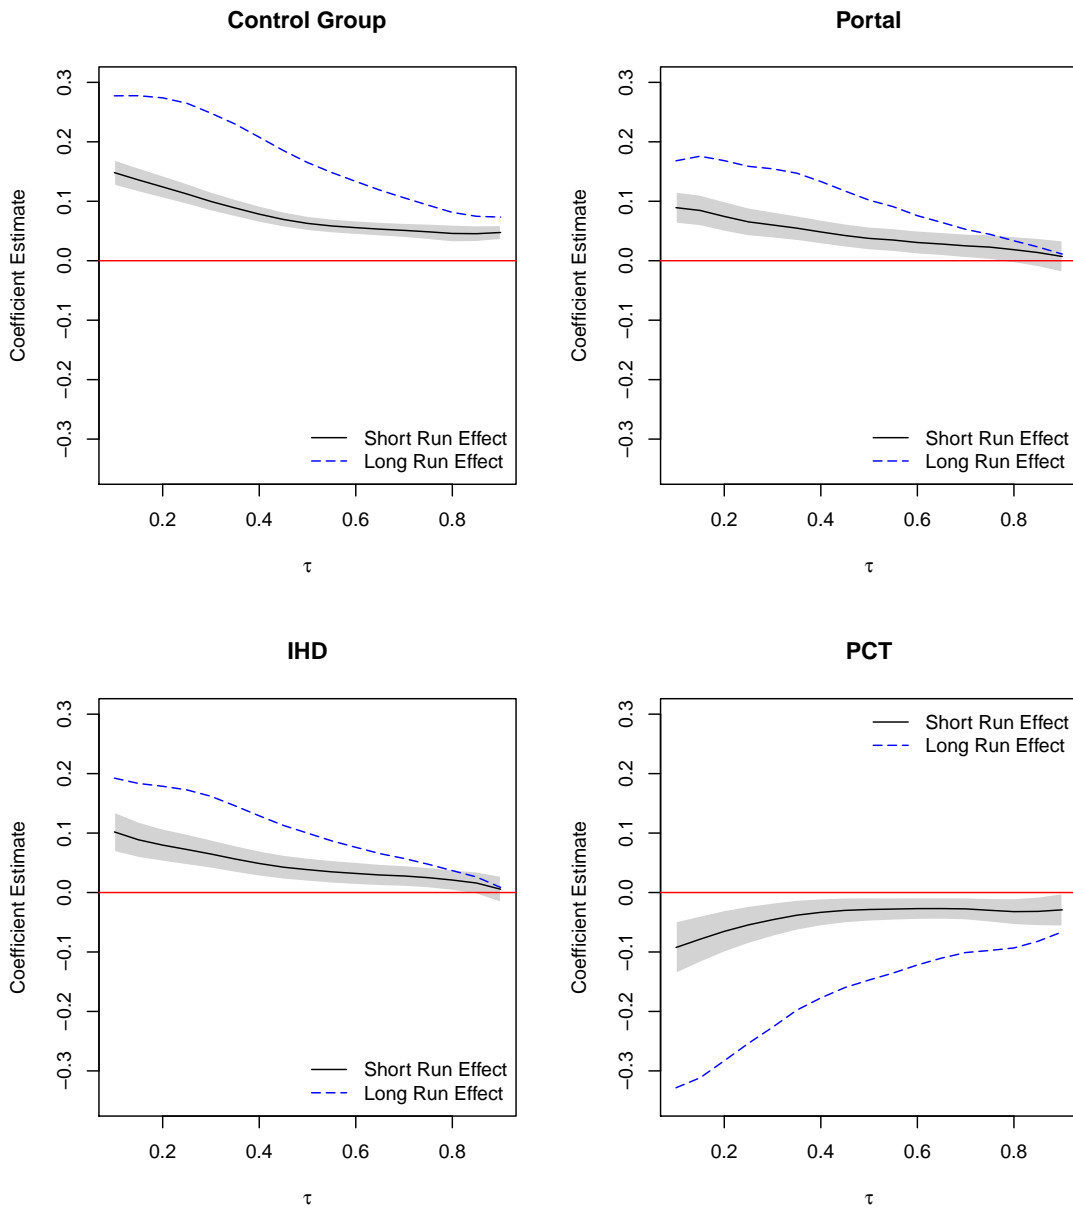 Control Group
Coefficient Estimate
0.3
0.2
0.1
0.0
−0.1
−0.2
−0.3
Short Run Effect
Long Run Effect
0.2 0.4 0.6 0.8
τ
Portal
Coefficient Estimate
0.3
0.2
0.1
0.0
−0.1
−0.2
−0.3
Short Run Effect
Long Run Effect
0.2 0.4 0.6 0.8
τ
IHD
Coefficient Estimate
0.3
0.2
0.1
0.0
−0.1
−0.2
−0.3
Short Run Effect
Long Run Effect
0.2 0.4 0.6 0.8
τ
PCT
Coefficient Estimate
0.3
0.2
0.1
0.0
−0.1
−0.2
−0.3
Short Run Effect
Long Run Effect
0.2 0.4 0.6 0.8
τ